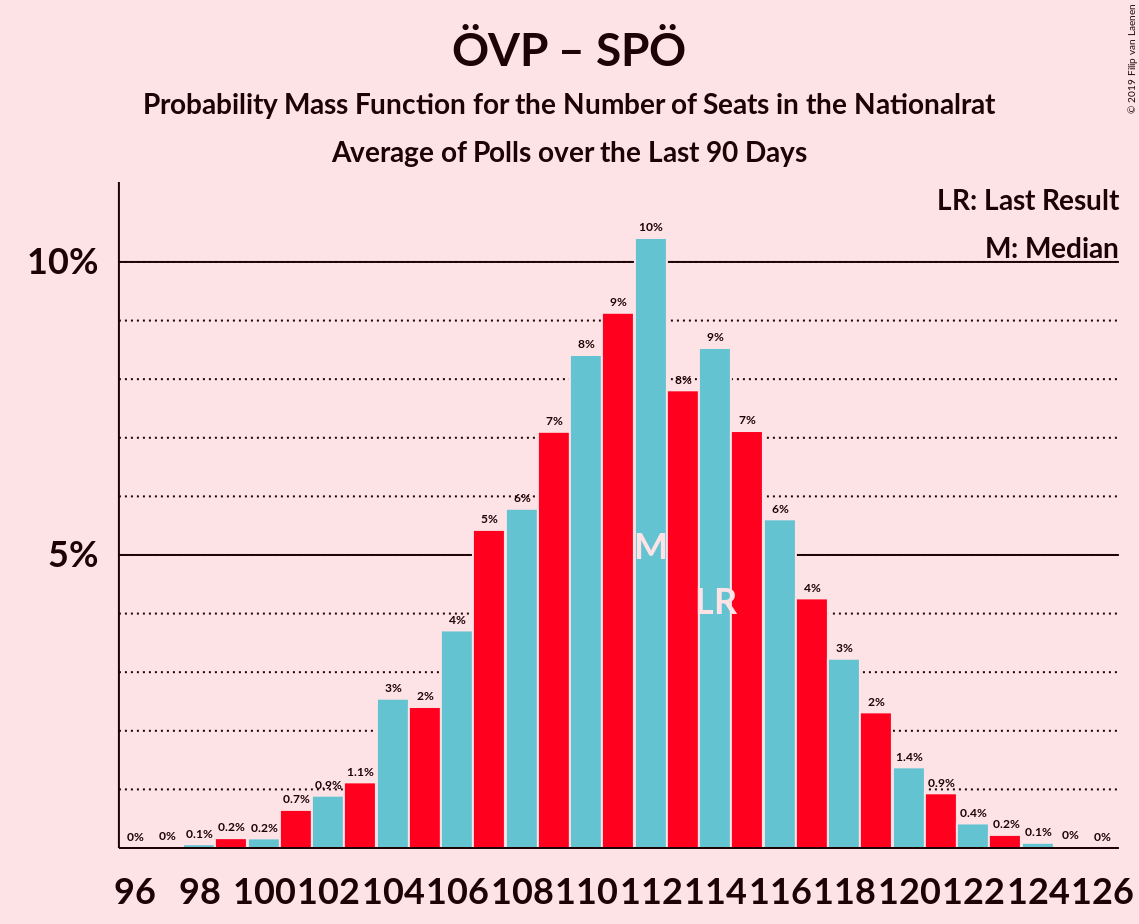 ÖVP – SPÖ
Probability Mass Function for the Number of Seats in the Nationalrat
Average of Polls over the Last 90 Days
© 2019 Filip van Laenen
LR: Last Result
M: Median
10%
5%
0% 0% 0.1% 0.2% 0.2% 0.7% 0.9% 1.1% 3% 2% 4% 5% 6% 7% 8% 9% 10% 8% 9% 7% 6% 4% 3% 2% 1.4% 0.9% 0.4% 0.2% 0.1% 0% 0%
M
LR
96 98 100 102 104 106 108 110 112 114 116 118 120 122 124 126